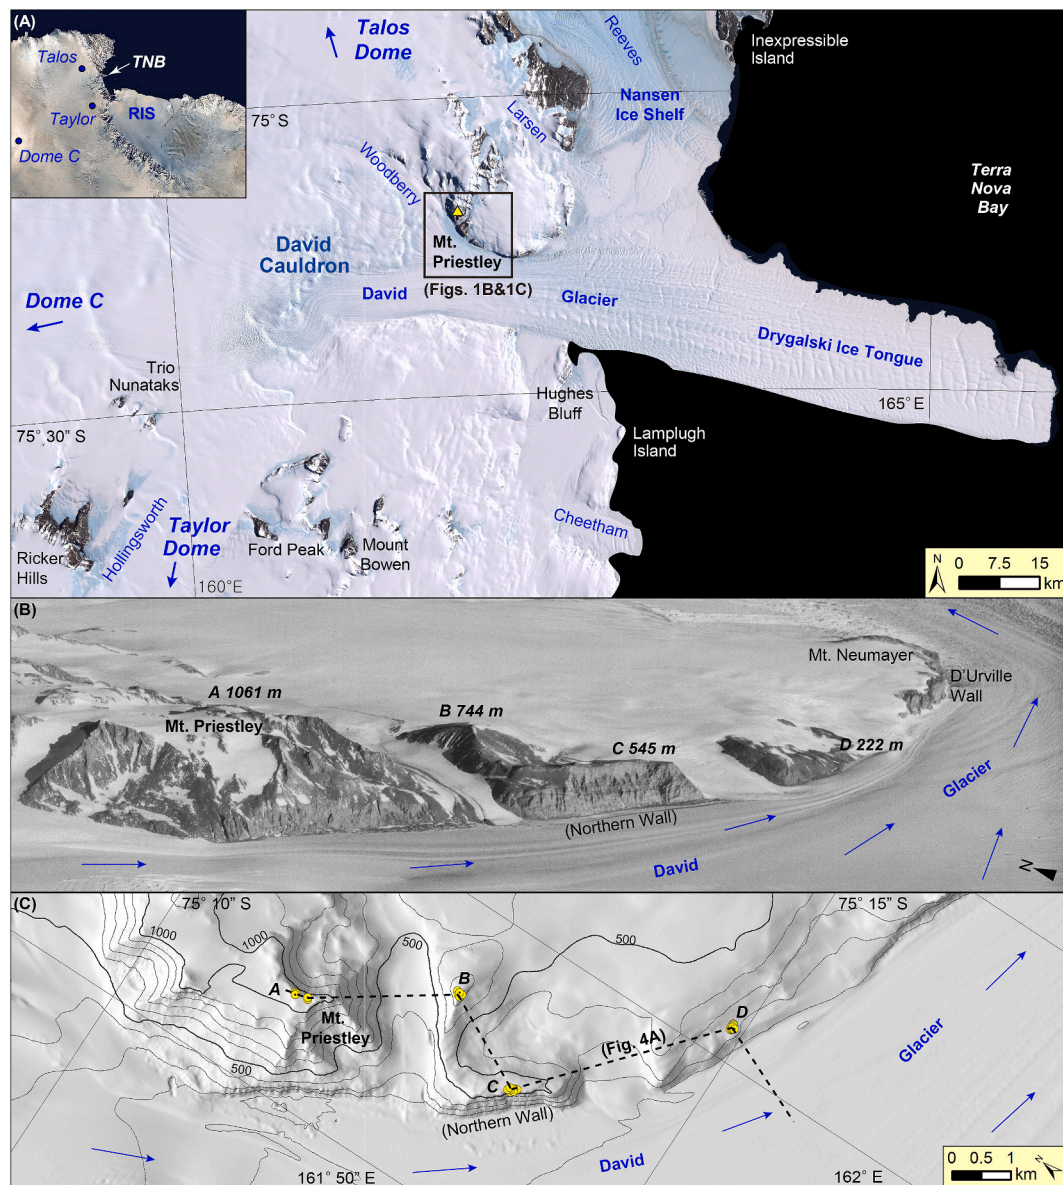 (A)
Talos
TNB
Taylor
RIS
Dome C
Talos
Dome
Reeves
Inexpressible
Island
Nansen
Ice Shelf
75° S
Larsen
Woodberry
Terra
Nova
Bay
Mt.
Priestley
(Figs. 1B&1C)
David
Cauldron
David
Glacier
Dome C
Drygalski Ice Tongue
Trio
Nunataks
Hughes
Bluff
165° E
75° 30" S
Lamplugh
Island
Hollingsworth
Taylor
Dome
Ford Peak
Mount
Bowen
Cheetham
Ricker
Hills
160°E
N
0 7.5 15
km
(B)
Mt. Neumayer
D'Urville
Wall
A 1061 m
Mt. Priestley
B 744 m
C 545 m
D 222 m
Glacier
(Northern Wall)
David
N
(C)
75° 10" S
75° 15" S
1000
1000
500
500
A
B
Mt.
Priestley
D
(Fig. 4A)
Glacier
500
C
(Northern Wall)
David
161° 50" E
162° E
0 0.5 1
km
N